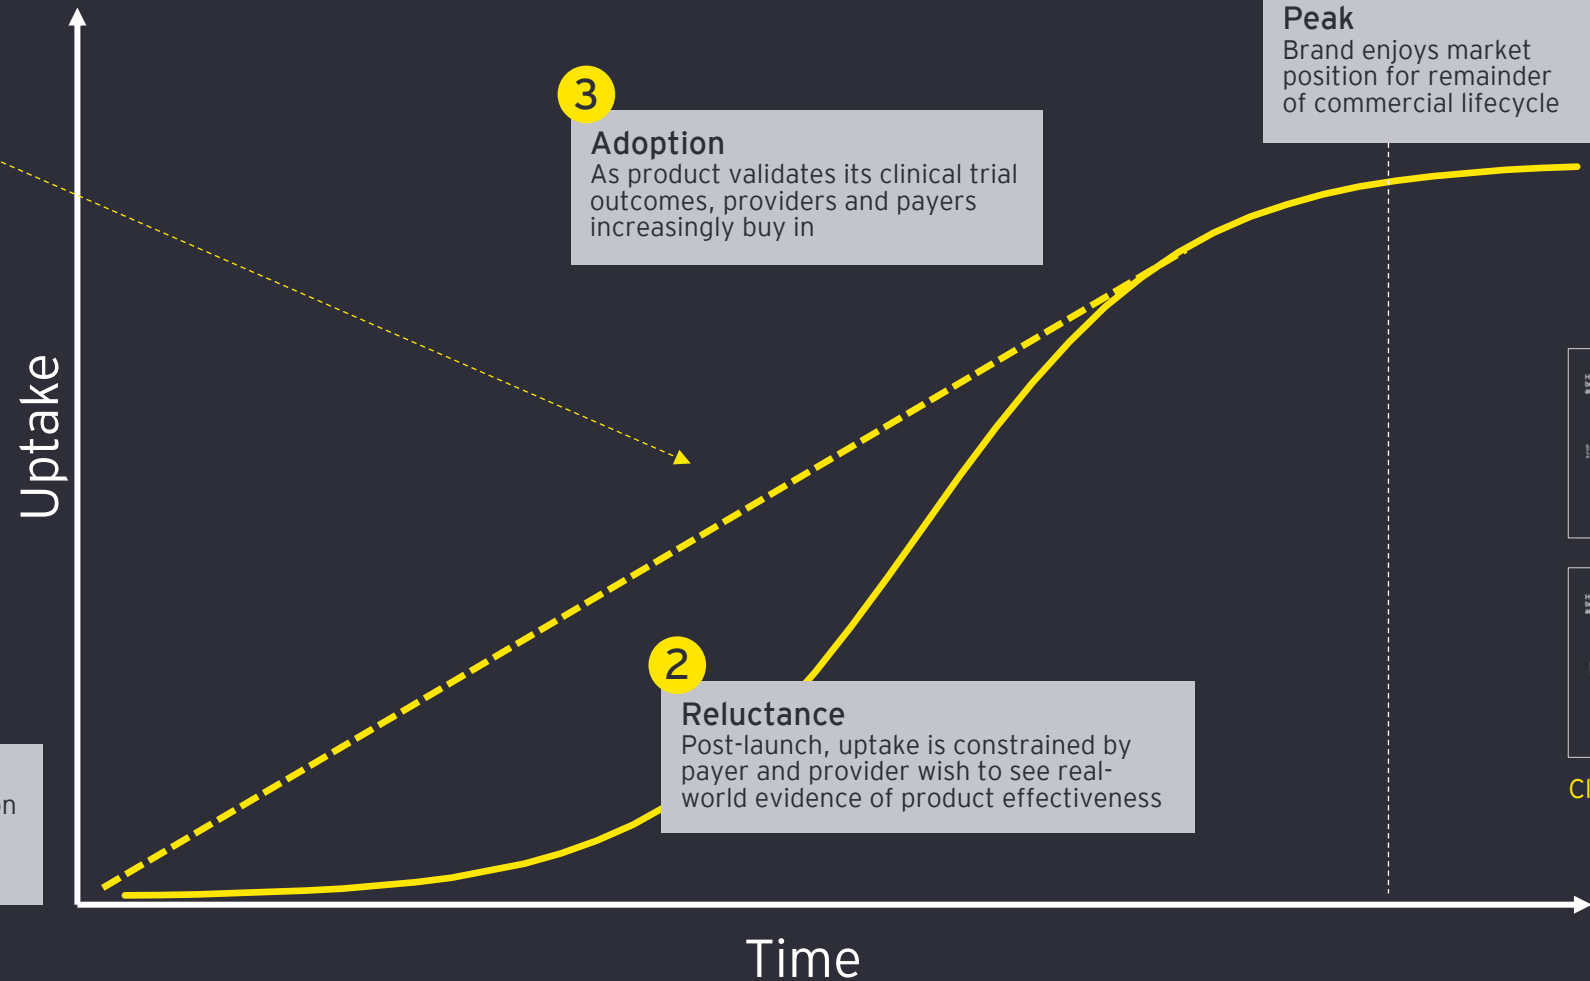 Peak
Brand enjoys market
position for remainder
of commercial lifecycle
3
Adoption
As product validates its clinical trial
outcomes, providers and payers
increasingly buy in
Uptake
2
Reluctance
Post-launch, uptake is constrained by
payer and provider wish to see real-
world evidence of product effectiveness
Time